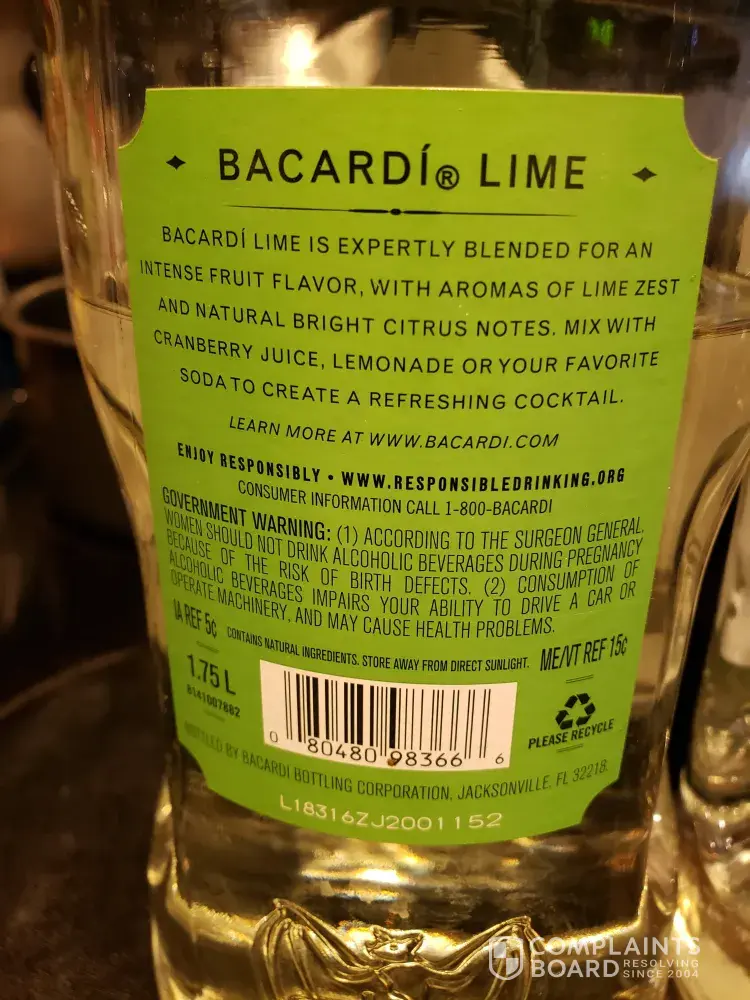 BACARDÍ® LIME
BACARDÍ LIME IS EXPERTLY BLENDED FOR AN
INTENSE FRUIT FLAVOR, WITH AROMAS OF LIME ZEST
AND NATURAL BRIGHT CITRUS NOTES. MIX WITH
CRANBERRY JUICE, LEMONADE OR YOUR FAVORITE
SODA TO CREATE A REFRESHING COCKTAIL.
LEARN MORE AT WWW.BACARDI.COM
ENJOY RESPONSIBLY • WWW.RESPONSIBLEDRINKING.ORG
CONSUMER INFORMATION CALL 1-800-BACARDI
GOVERNMENT WARNING: (1) ACCORDING TO THE SURGEON GENERAL,
WOMEN SHOULD NOT DRINK ALCOHOLIC BEVERAGES DURING PREGNANCY
BECAUSE OF THE RISK OF BIRTH DEFECTS. (2) CONSUMPTION OF
ALCOHOLIC BEVERAGES IMPAIRS YOUR ABILITY TO DRIVE A CAR OR
OPERATE MACHINERY, AND MAY CAUSE HEALTH PROBLEMS.
IA REF 5¢
CONTAINS NATURAL INGREDIENTS. STORE AWAY FROM DIRECT SUNLIGHT.
ME/VT REF 15¢
1.75 L
8141007882
0 80480 98366 6
PLEASE RECYCLE
BOTTLED BY BACARDI BOTTLING CORPORATION, JACKSONVILLE, FL 32218.
L18316ZJ2001152
COMPLAINTS
BOARD RESOLVING
SINCE 2004